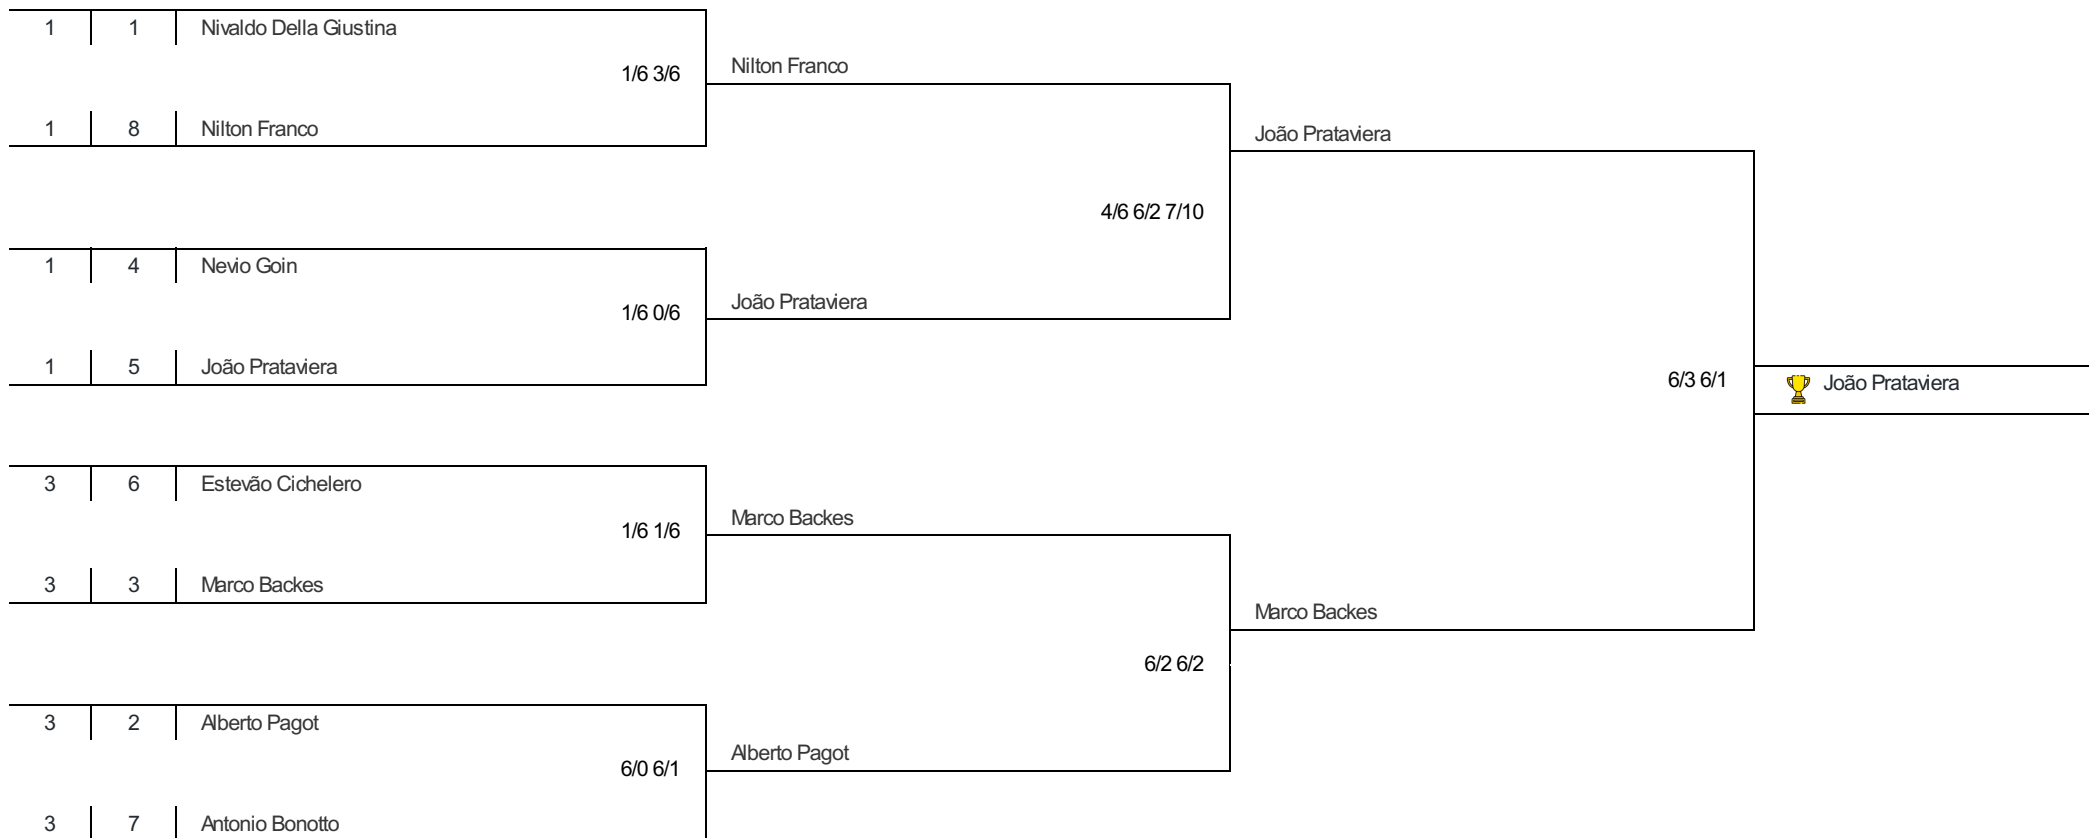 1 1 Nivaldo Della Giustina
1/6 3/6
Nilton Franco
1 8 Nilton Franco
João Prataviera
4/6 6/2 7/10
1 4 Nevio Goin
1/6 0/6
João Prataviera
1 5 João Prataviera
6/3 6/1
João Prataviera
3 6 Estevão Cichelero
1/6 1/6
Marco Backes
3 3 Marco Backes
Marco Backes
6/2 6/2
3 2 Alberto Pagot
6/0 6/1
Alberto Pagot
3 7 Antonio Bonotto